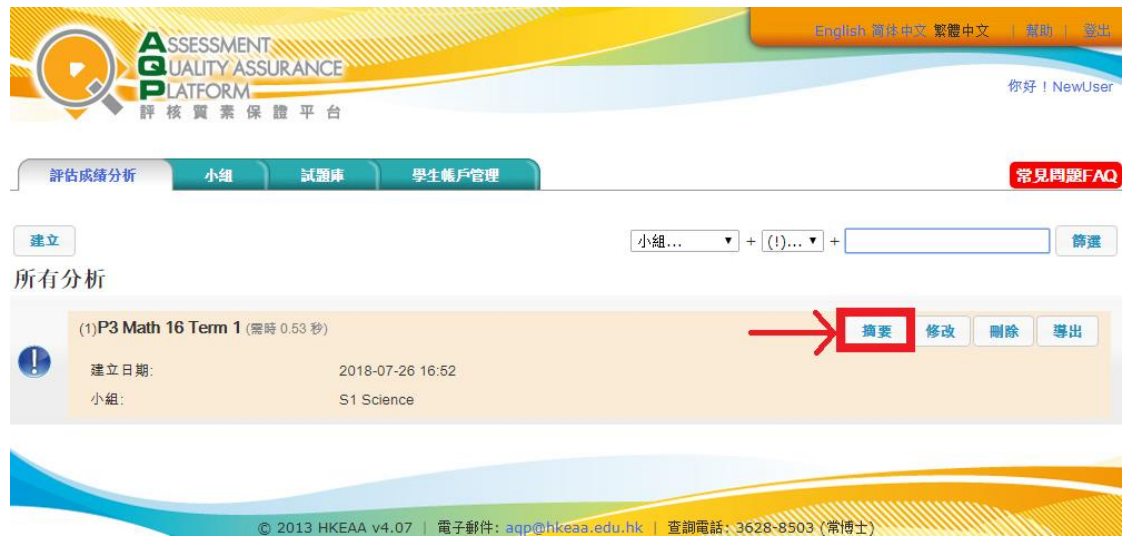 English 简体中文 繁體中文 | 幫助 | 登出
ASSESSMENT
QUALITY ASSURANCE
PLATFORM
評核質素保證平台
你好！NewUser
評估成績分析 小組 試題庫 學生帳戶管理 常見問題FAQ
建立 小組... + (!)... + 篩選
所有分析
(1)P3 Math 16 Term 1 (需時 0.53 秒) 摘要 修改 刪除 導出
建立日期: 2018-07-26 16:52
小組: S1 Science
© 2013 HKEAA v4.07 | 電子郵件: aqp@hkeaa.edu.hk | 查詢電話: 3628-8503 (常博士)